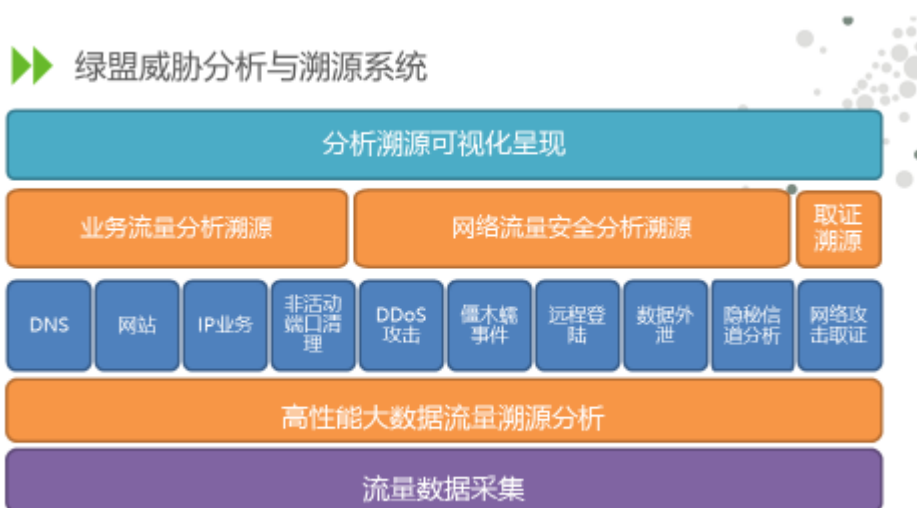 绿盟威胁分析与溯源系统
分析溯源可视化呈现
业务流量分析溯源
网络流量安全分析溯源
取证
溯源
DNS
网站
IP业务
非活动
端口清
理
DDoS
攻击
僵木蠕
事件
远程登
陆
数据外
泄
隐秘信
道分析
网络攻
击取证
高性能大数据流量溯源分析
流量数据采集